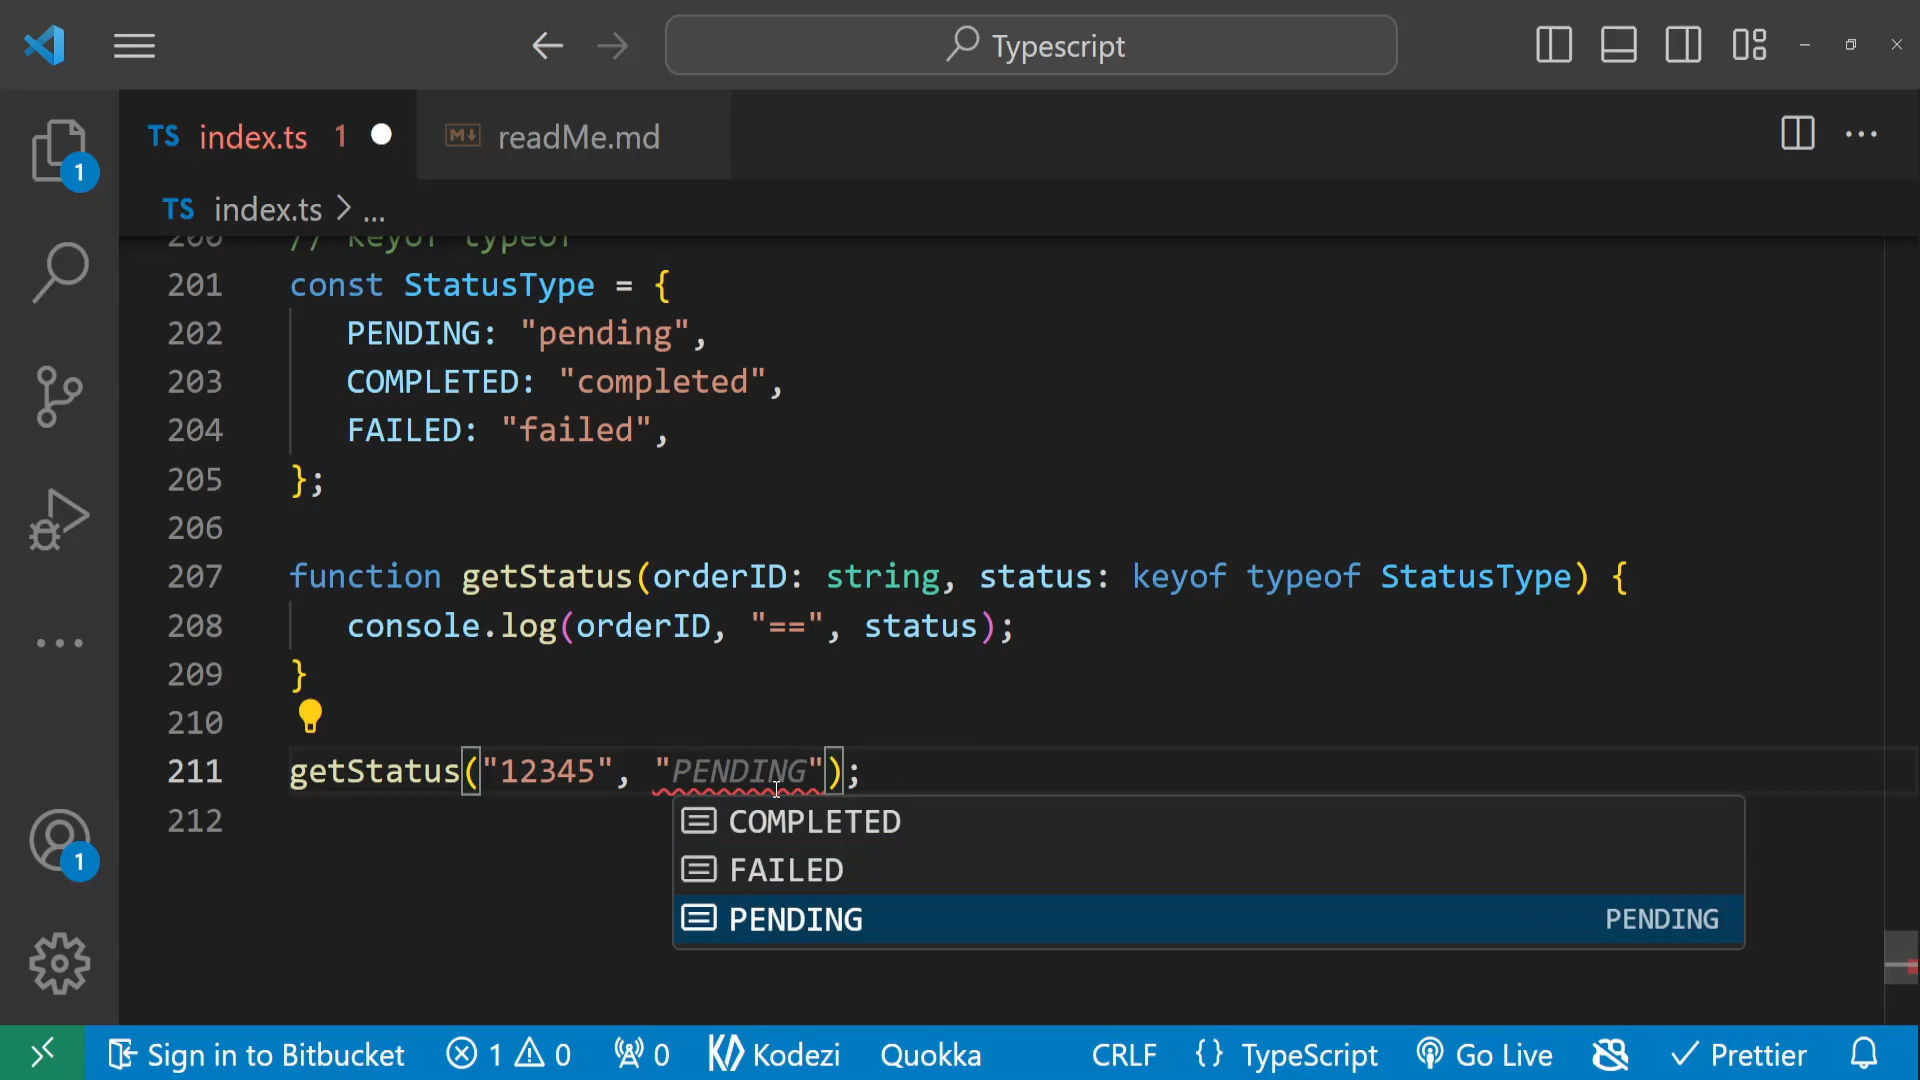 Typescript
TS index.ts 1
readMe.md
1
TS index.ts > ...
200 // Keyof typeof
201 const StatusType = {
202 PENDING: "pending",
203 COMPLETED: "completed",
204 FAILED: "failed",
205 };
206
207 function getStatus(orderID: string, status: keyof typeof StatusType) {
208 console.log(orderID, "==", status);
209 }
210
211 getStatus("12345", "PENDING");
212
COMPLETED
FAILED
PENDING PENDING
1
Sign in to Bitbucket 1 0 0 Kodezi Quokka CRLF {} TypeScript Go Live Prettier